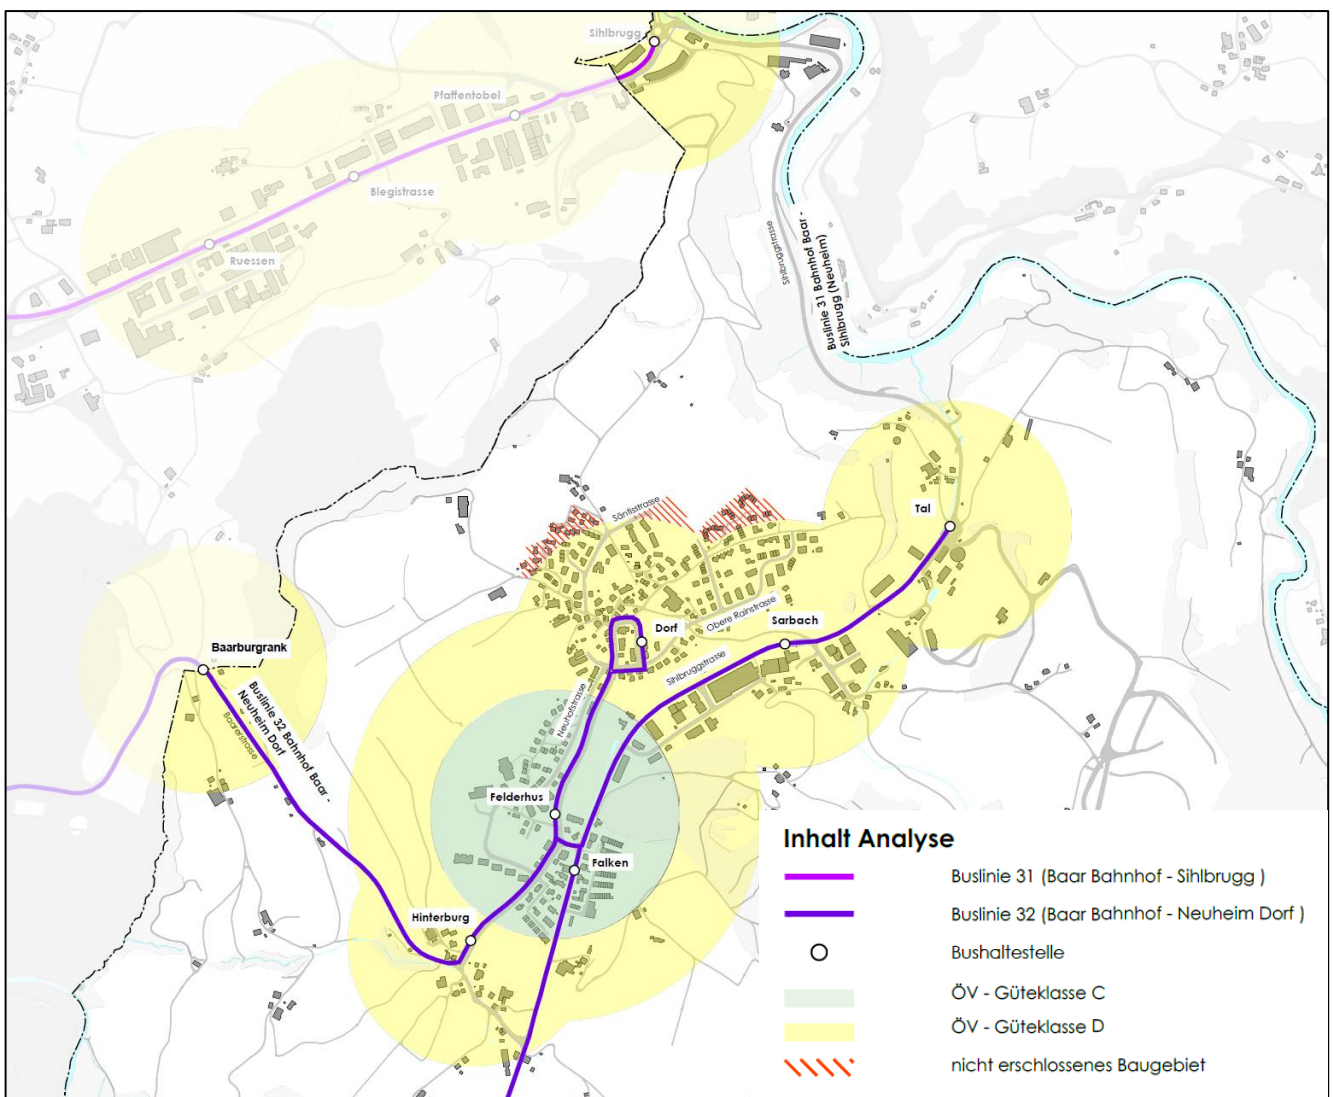 Sihlbrugg
Pfaffentobel
Blegistrasse
Ruessen
Sihlbruggstrasse
Buslinie 31 Bahnhof Baar -
Sihlbrugg (Neuheim)
Säntisstrasse
Tal
Obere Rainstrasse
Dorf
Sarbach
Sihlbruggstrasse
Baarburgrank
Buslinie 32 Bahnhof Baar -
Neuheim Dorf
Baarerstrasse
Neuhofstrasse
Felderhus
Falken
Hinterburg
Inhalt Analyse
Buslinie 31 (Baar Bahnhof - Sihlbrugg )
Buslinie 32 (Baar Bahnhof - Neuheim Dorf )
Bushaltestelle
ÖV - Güteklasse C
ÖV - Güteklasse D
nicht erschlossenes Baugebiet